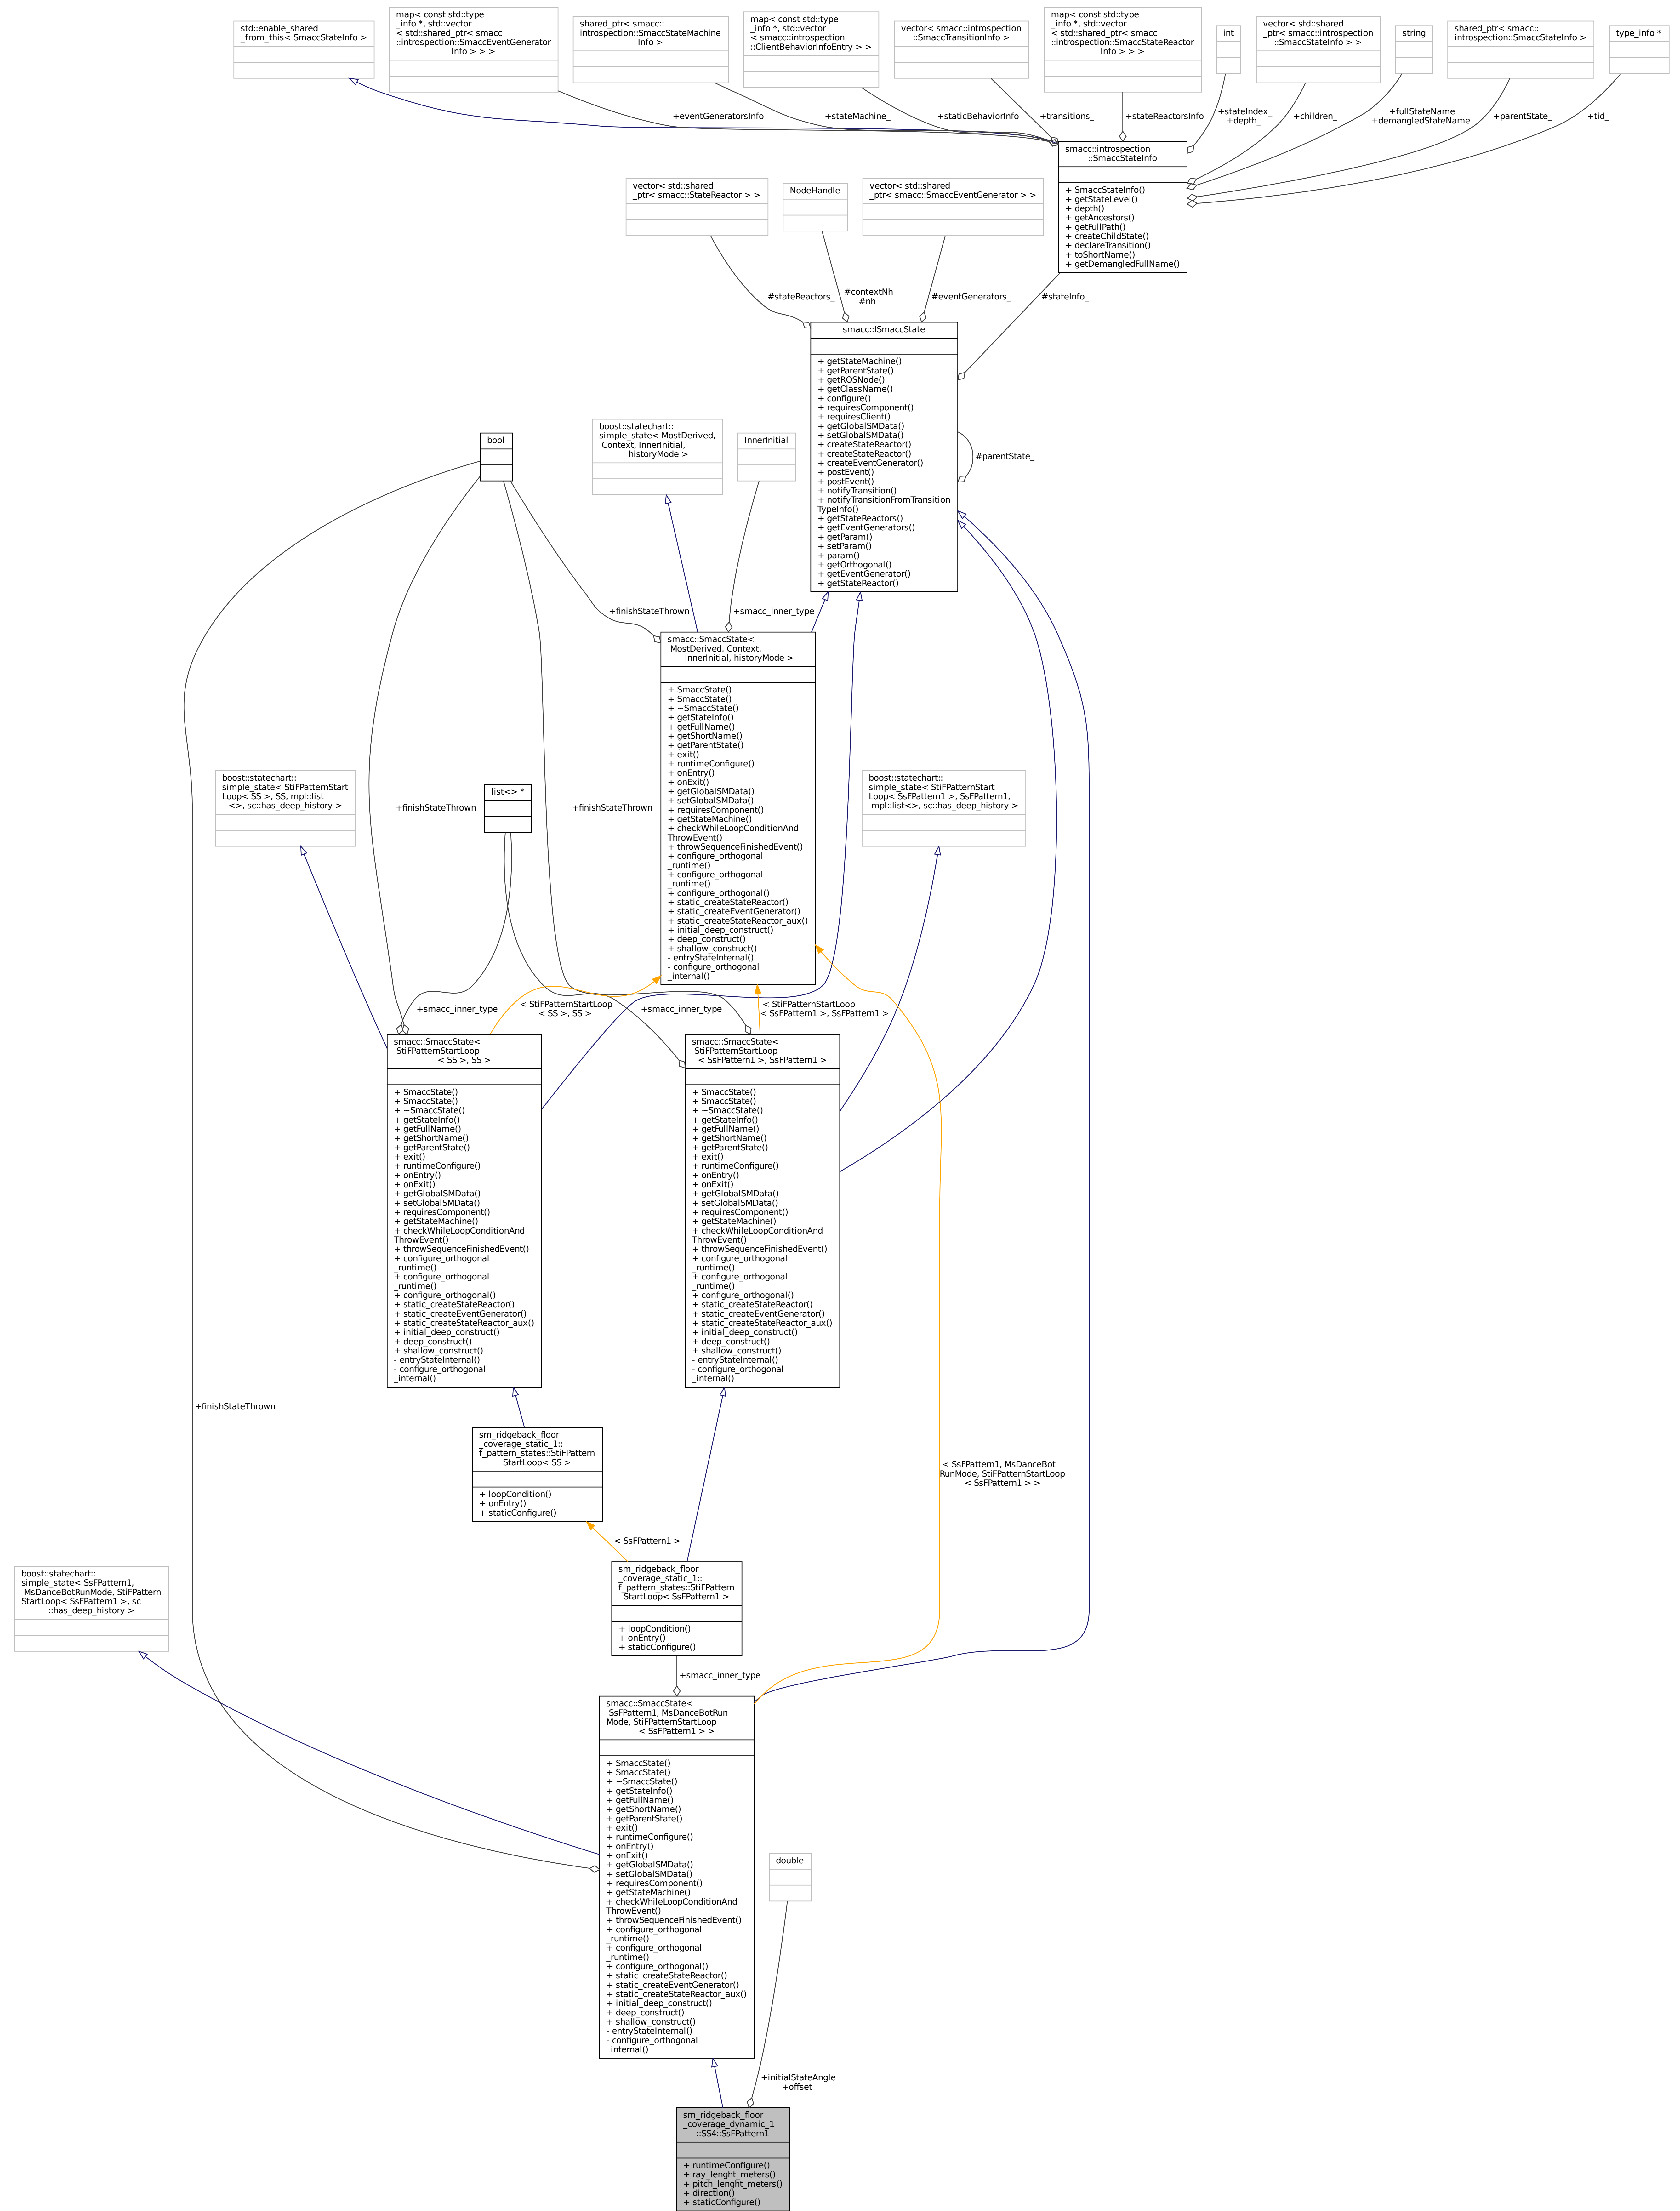 std::enable_shared
_from_this< SmaccStateInfo >
map< const std::type
_info *, std::vector
< std::shared_ptr< smacc
::introspection::SmaccEventGenerator
Info > > >
shared_ptr< smacc::
introspection::SmaccStateMachine
Info >
map< const std::type
_info *, std::vector
< smacc::introspection
::ClientBehaviorInfoEntry > >
vector< smacc::introspection
::SmaccTransitionInfo >
map< const std::type
_info *, std::vector
< std::shared_ptr< smacc
::introspection::SmaccStateReactor
Info > > >
int
vector< std::shared
_ptr< smacc::introspection
::SmaccStateInfo > >
string
shared_ptr< smacc::
introspection::SmaccStateInfo >
type_info *
+eventGeneratorsInfo
+stateMachine_
+staticBehaviorInfo
+transitions_
+stateReactorsInfo
+stateIndex_
+depth_
+children_
+fullStateName
+demangledStateName
+parentState_
+tid_
smacc::introspection
::SmaccStateInfo
+ SmaccStateInfo()
+ getStateLevel()
+ depth()
+ getAncestors()
+ getFullPath()
+ createChildState()
+ declareTransition()
+ toShortName()
+ getDemangledFullName()
vector< std::shared
_ptr< smacc::StateReactor > >
NodeHandle
vector< std::shared
_ptr< smacc::SmaccEventGenerator > >
#stateReactors_
#contextNh
#nh
#eventGenerators_
#stateInfo_
smacc::ISmaccState
+ getStateMachine()
+ getParentState()
+ getROSNode()
+ getClassName()
+ configure()
+ requiresComponent()
+ requiresClient()
+ getGlobalSMData()
+ setGlobalSMData()
+ createStateReactor()
+ createStateReactor()
+ createEventGenerator()
+ postEvent()
+ postEvent()
+ notifyTransition()
+ notifyTransitionFromTransition
TypeInfo()
+ getStateReactors()
+ getEventGenerators()
+ getParam()
+ setParam()
+ param()
+ getOrthogonal()
+ getEventGenerator()
+ getStateReactor()
#parentState_
bool
boost::statechart::
simple_state< MostDerived,
Context, InnerInitial,
historyMode >
InnerInitial
+finishStateThrown
+smacc_inner_type
smacc::SmaccState<
MostDerived, Context,
InnerInitial, historyMode >
+ SmaccState()
+ SmaccState()
+ ~SmaccState()
+ getStateInfo()
+ getFullName()
+ getShortName()
+ getParentState()
+ exit()
+ runtimeConfigure()
+ onEntry()
+ onExit()
+ getGlobalSMData()
+ setGlobalSMData()
+ requiresComponent()
+ getStateMachine()
+ checkWhileLoopConditionAnd
ThrowEvent()
+ throwSequenceFinishedEvent()
+ configure_orthogonal
_runtime()
+ configure_orthogonal
_runtime()
+ configure_orthogonal()
+ static_createStateReactor()
+ static_createEventGenerator()
+ static_createStateReactor_aux()
+ initial_deep_construct()
+ deep_construct()
+ shallow_construct()
- entryStateInternal()
- configure_orthogonal
_internal()
boost::statechart::
simple_state< StiFPatternStart
Loop< SS >, SS, mpl::list
<>, sc::has_deep_history >
list<> *
boost::statechart::
simple_state< StiFPatternStart
Loop< SsFPattern1 >, SsFPattern1,
mpl::list<>, sc::has_deep_history >
+finishStateThrown
+finishStateThrown
+smacc_inner_type
< StiFPatternStartLoop
< SS >, SS >
+smacc_inner_type
< StiFPatternStartLoop
< SsFPattern1 >, SsFPattern1 >
smacc::SmaccState<
StiFPatternStartLoop
< SS >, SS >
+ SmaccState()
+ SmaccState()
+ ~SmaccState()
+ getStateInfo()
+ getFullName()
+ getShortName()
+ getParentState()
+ exit()
+ runtimeConfigure()
+ onEntry()
+ onExit()
+ getGlobalSMData()
+ setGlobalSMData()
+ requiresComponent()
+ getStateMachine()
+ checkWhileLoopConditionAnd
ThrowEvent()
+ throwSequenceFinishedEvent()
+ configure_orthogonal
_runtime()
+ configure_orthogonal
_runtime()
+ configure_orthogonal()
+ static_createStateReactor()
+ static_createEventGenerator()
+ static_createStateReactor_aux()
+ initial_deep_construct()
+ deep_construct()
+ shallow_construct()
- entryStateInternal()
- configure_orthogonal
_internal()
smacc::SmaccState<
StiFPatternStartLoop
< SsFPattern1 >, SsFPattern1 >
+ SmaccState()
+ SmaccState()
+ ~SmaccState()
+ getStateInfo()
+ getFullName()
+ getShortName()
+ getParentState()
+ exit()
+ runtimeConfigure()
+ onEntry()
+ onExit()
+ getGlobalSMData()
+ setGlobalSMData()
+ requiresComponent()
+ getStateMachine()
+ checkWhileLoopConditionAnd
ThrowEvent()
+ throwSequenceFinishedEvent()
+ configure_orthogonal
_runtime()
+ configure_orthogonal
_runtime()
+ configure_orthogonal()
+ static_createStateReactor()
+ static_createEventGenerator()
+ static_createStateReactor_aux()
+ initial_deep_construct()
+ deep_construct()
+ shallow_construct()
- entryStateInternal()
- configure_orthogonal
_internal()
+finishStateThrown
sm_ridgeback_floor
_coverage_static_1::
f_pattern_states::StiFPattern
StartLoop< SS >
+ loopCondition()
+ onEntry()
+ staticConfigure()
< SsFPattern1, MsDanceBot
RunMode, StiFPatternStartLoop
< SsFPattern1 > >
< SsFPattern1 >
sm_ridgeback_floor
_coverage_static_1::
f_pattern_states::StiFPattern
StartLoop< SsFPattern1 >
+ loopCondition()
+ onEntry()
+ staticConfigure()
boost::statechart::
simple_state< SsFPattern1,
MsDanceBotRunMode, StiFPattern
StartLoop< SsFPattern1 >, sc
::has_deep_history >
+smacc_inner_type
smacc::SmaccState<
SsFPattern1, MsDanceBotRun
Mode, StiFPatternStartLoop
< SsFPattern1 > >
+ SmaccState()
+ SmaccState()
+ ~SmaccState()
+ getStateInfo()
+ getFullName()
+ getShortName()
+ getParentState()
+ exit()
+ runtimeConfigure()
+ onEntry()
+ onExit()
+ getGlobalSMData()
+ setGlobalSMData()
+ requiresComponent()
+ getStateMachine()
+ checkWhileLoopConditionAnd
ThrowEvent()
+ throwSequenceFinishedEvent()
+ configure_orthogonal
_runtime()
+ configure_orthogonal
_runtime()
+ configure_orthogonal()
+ static_createStateReactor()
+ static_createEventGenerator()
+ static_createStateReactor_aux()
+ initial_deep_construct()
+ deep_construct()
+ shallow_construct()
- entryStateInternal()
- configure_orthogonal
_internal()
double
+initialStateAngle
+offset
sm_ridgeback_floor
_coverage_dynamic_1
::SS4::SsFPattern1
+ runtimeConfigure()
+ ray_lenght_meters()
+ pitch_lenght_meters()
+ direction()
+ staticConfigure()